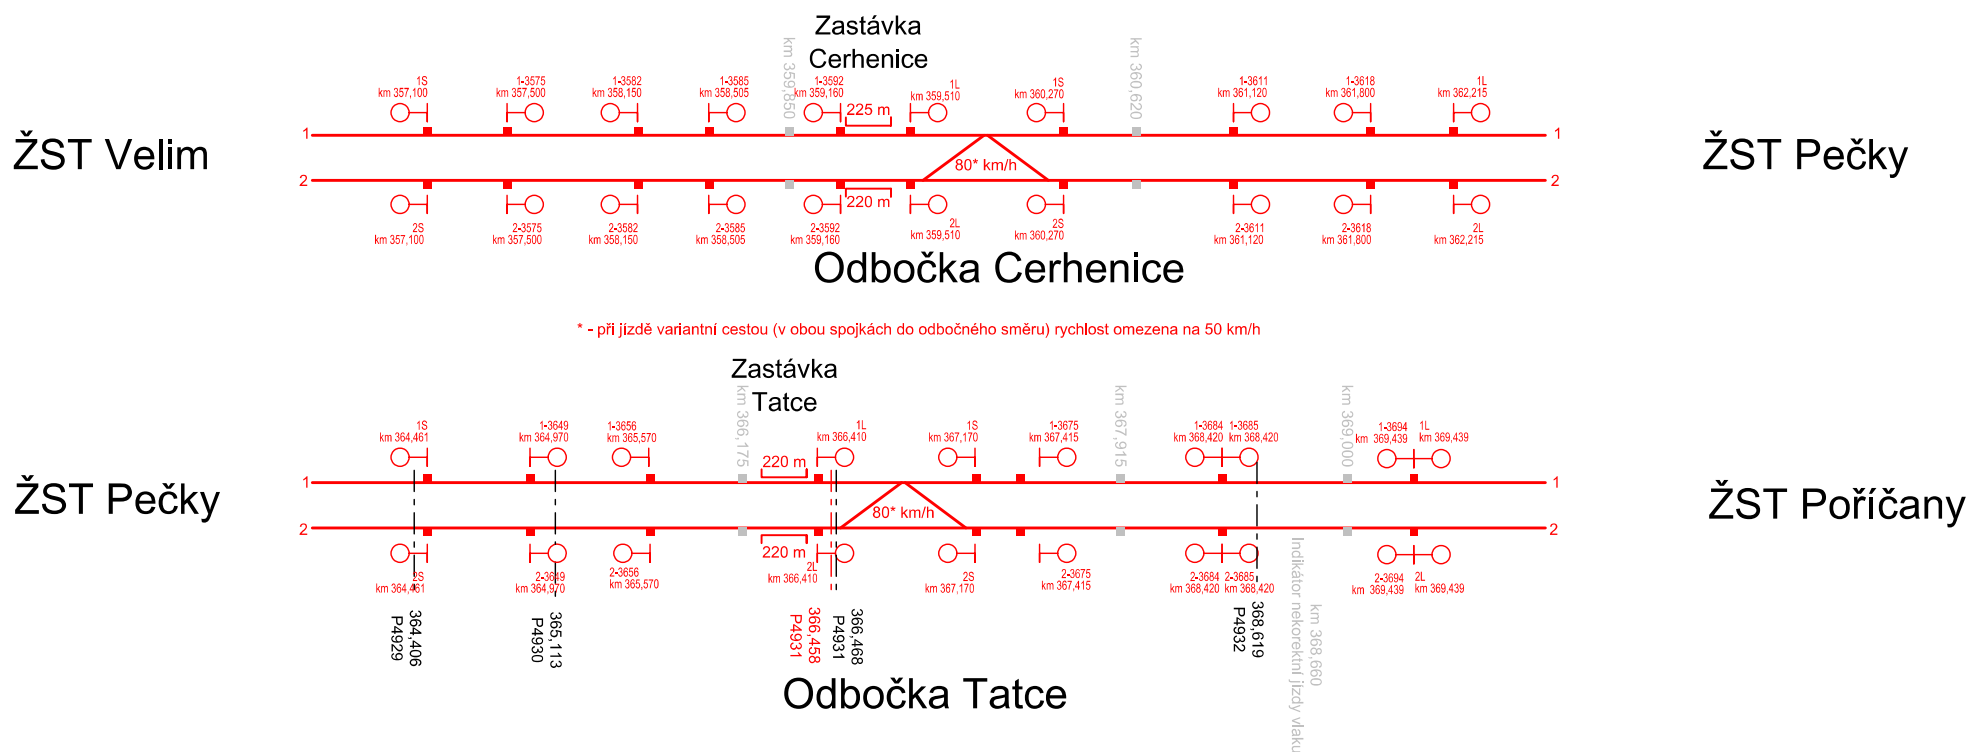 Zastávka
Cerhenice
km 359,850
km 360,620
1S
km 357,100
1-3575
km 357,500
1-3582
km 358,150
1-3585
km 358,505
1-3592
km 359,160
1L
km 359,510
1S
km 360,270
1-3611
km 361,120
1-3618
km 361,800
1L
km 362,215
225 m
1
1
ŽST Velim
80* km/h
ŽST Pečky
2
2
220 m
2S
km 357,100
2-3575
km 357,500
2-3582
km 358,150
2-3585
km 358,505
2-3592
km 359,160
2L
km 359,510
2S
km 360,270
2-3611
km 361,120
2-3618
km 361,800
2L
km 362,215
Odbočka Cerhenice
* - při jízdě variantní cestou (v obou spojkách do odbočného směru) rychlost omezena na 50 km/h
Zastávka
Tatce
km 366,175
km 367,915
km 369,000
1S
km 364,461
1-3649
km 364,970
1-3656
km 365,570
1L
km 366,410
1S
km 367,170
1-3675
km 367,415
1-3684
km 368,420
1-3685
km 368,420
1-3694
km 369,439
1L
km 369,439
220 m
1
1
ŽST Pečky
80* km/h
ŽST Poříčany
2
2
220 m
2S
km 364,461
2-3649
km 364,970
2-3656
km 365,570
2L
km 366,410
2S
km 367,170
2-3675
km 367,415
2-3684
km 368,420
2-3685
km 368,420
2-3694
km 369,439
2L
km 369,439
364,406
P4929
365,113
P4930
366,458
P4931
366,468
P4931
368,619
P4932
km 368,660
Indikátor nekorektní jízdy vlaku
Odbočka Tatce